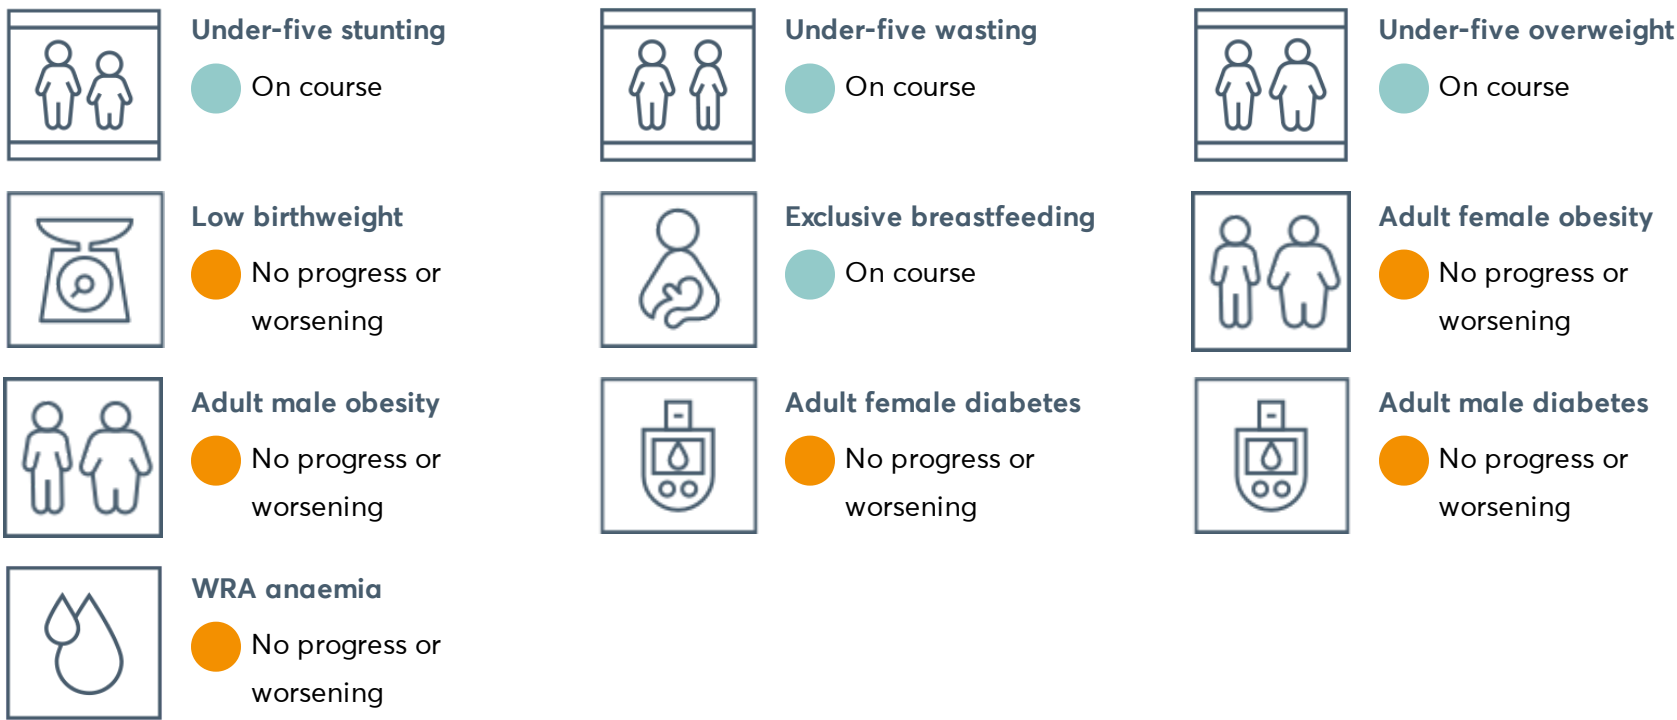 Under-five stunting
On course
Under-five wasting
On course
Under-five overweight
On course
Low birthweight
No progress or
worsening
Exclusive breastfeeding
On course
Adult female obesity
No progress or
worsening
Adult male obesity
No progress or
worsening
Adult female diabetes
No progress or
worsening
Adult male diabetes
No progress or
worsening
WRA anaemia
No progress or
worsening